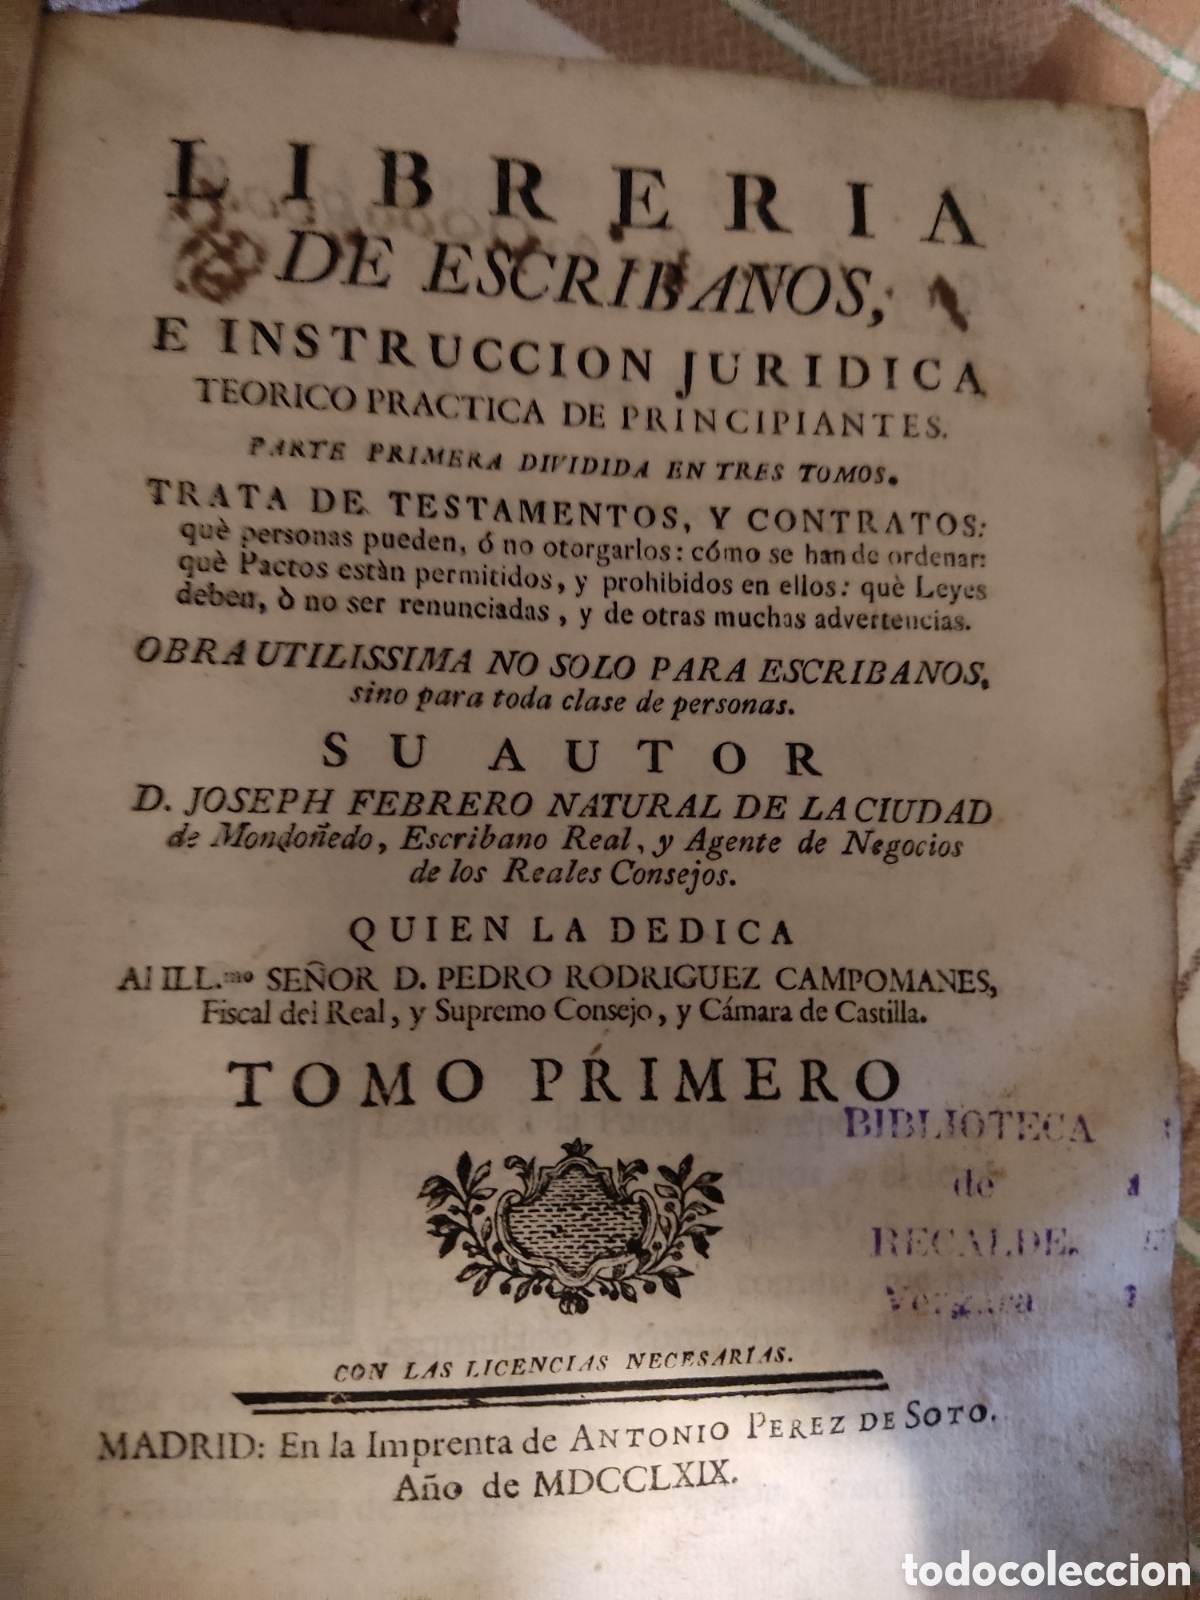 LIBRERIA
DE ESCRIBANOS,
E INSTRUCCION JURIDICA
TEORICO PRACTICA DE PRINCIPIANTES.
PARTE PRIMERA DIVIDIDA EN TRES TOMOS.
TRATA DE TESTAMENTOS, Y CONTRATOS:
què personas pueden, ó no otorgarlos: cómo se han de ordenar:
què Pactos estàn permitidos, y prohibidos en ellos: què Leyes
deben, ò no ser renunciadas, y de otras muchas advertencias.
OBRA UTILISSIMA NO SOLO PARA ESCRIBANOS,
sino para toda clase de personas.
SU AUTOR
D. JOSEPH FEBRERO NATURAL DE LA CIUDAD
de Mondoñedo, Escribano Real, y Agente de Negocios
de los Reales Consejos.
QUIEN LA DEDICA
Al ILL.mo SEÑOR D. PEDRO RODRIGUEZ CAMPOMANES,
Fiscal del Real, y Supremo Consejo, y Cámara de Castilla.
TOMO PRIMERO
BIBLIOTECA
de
RECALDE.
Vergara
CON LAS LICENCIAS NECESARIAS.
MADRID: En la Imprenta de ANTONIO PEREZ DE SOTO.
Año de MDCCLXIX.
todocoleccion